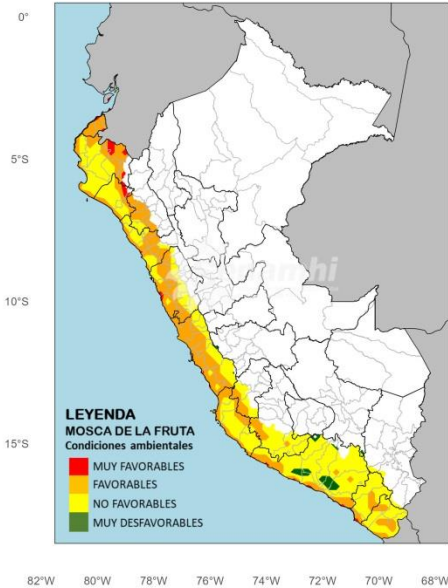 0°
5°S
10°S
15°S
senamhi
LEYENDA
MOSCA DE LA FRUTA
Condiciones ambientales
MUY FAVORABLES
FAVORABLES
NO FAVORABLES
MUY DESFAVORABLES
82°W 80°W 78°W 76°W 74°W 72°W 70°W 68°W